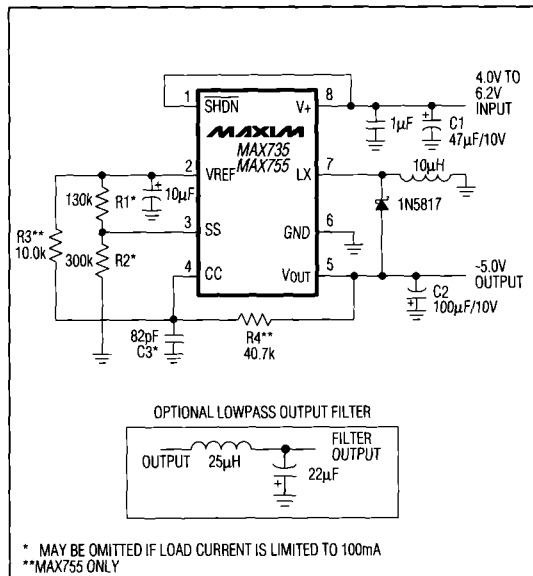 4.0V TO
6.2V
INPUT
1
SHDN
V+
8
MAXIM
MAX735
MAX755
1µF
C1
47µF/10V
2
VREF
LX
7
10µH
130k
R1*
10µF
1N5817
R3**
10.0k
3
SS
GND
6
300k
R2*
4
CC
VOUT
5
-5.0V
OUTPUT
C2
100µF/10V
82pF
C3*
R4**
40.7k
OPTIONAL LOWPASS OUTPUT FILTER
OUTPUT
25µH
FILTER
OUTPUT
22µF
* MAY BE OMITTED IF LOAD CURRENT IS LIMITED TO 100mA
**MAX755 ONLY